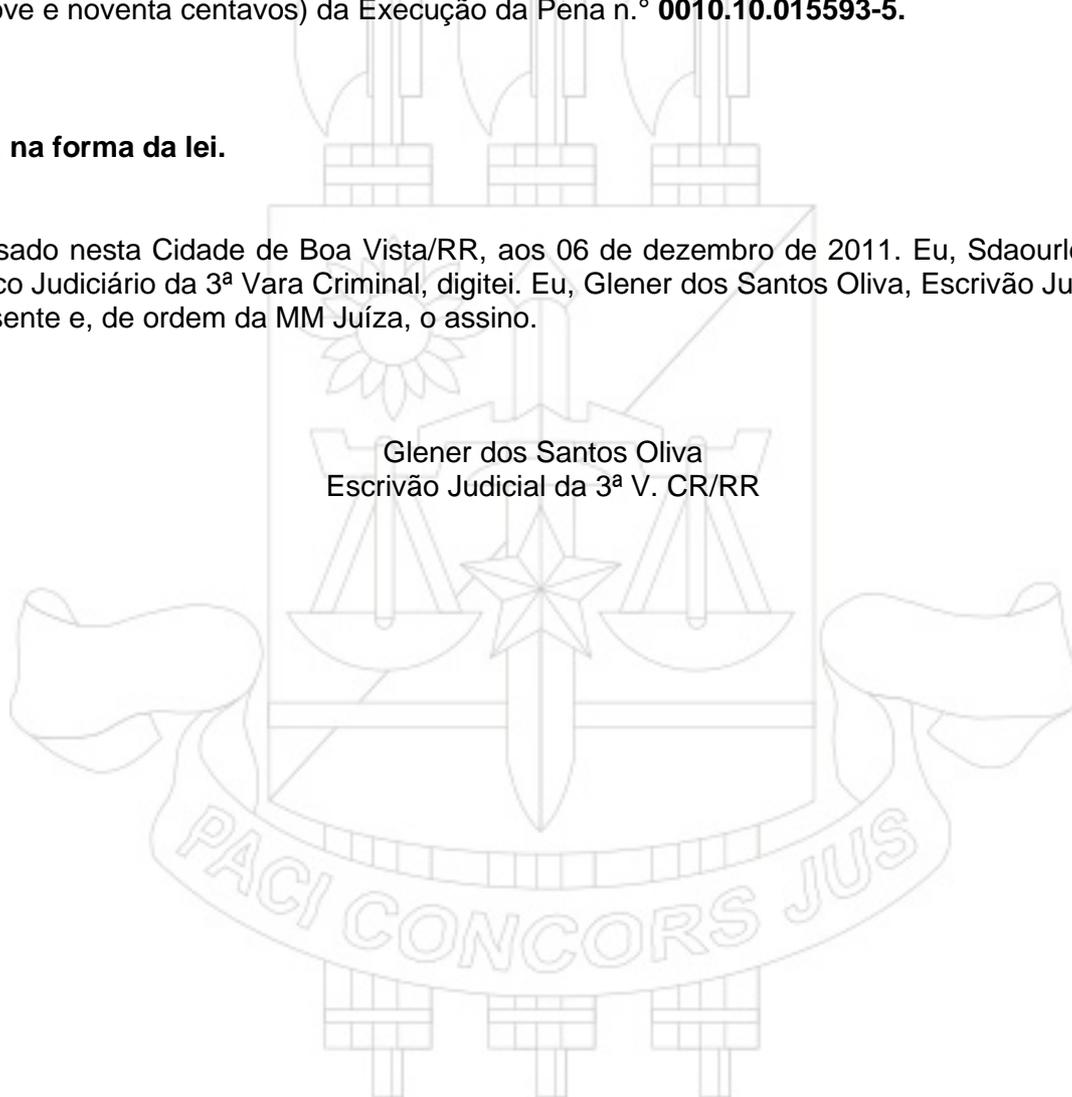 ove e noventa centavos) da Execução da Pena n.° 0010.10.015593-5.
na forma da lei.
sado nesta Cidade de Boa Vista/RR, aos 06 de dezembro de 2011. Eu, Sdaourl
co Judiciário da 3ª Vara Criminal, digitei. Eu, Glener dos Santos Oliva, Escrivão Ju
sente e, de ordem da MM Juíza, o assino.
Glener dos Santos Oliva
Escrivão Judicial da 3ª V. CR/RR
PACI CONCORS JUS